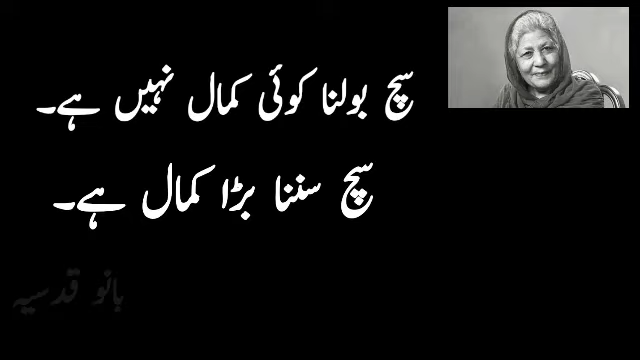 سچ بولنا کوئی کمال نہیں ہے۔
سچ سننا بڑا کمال ہے۔
بانو قدسیہ